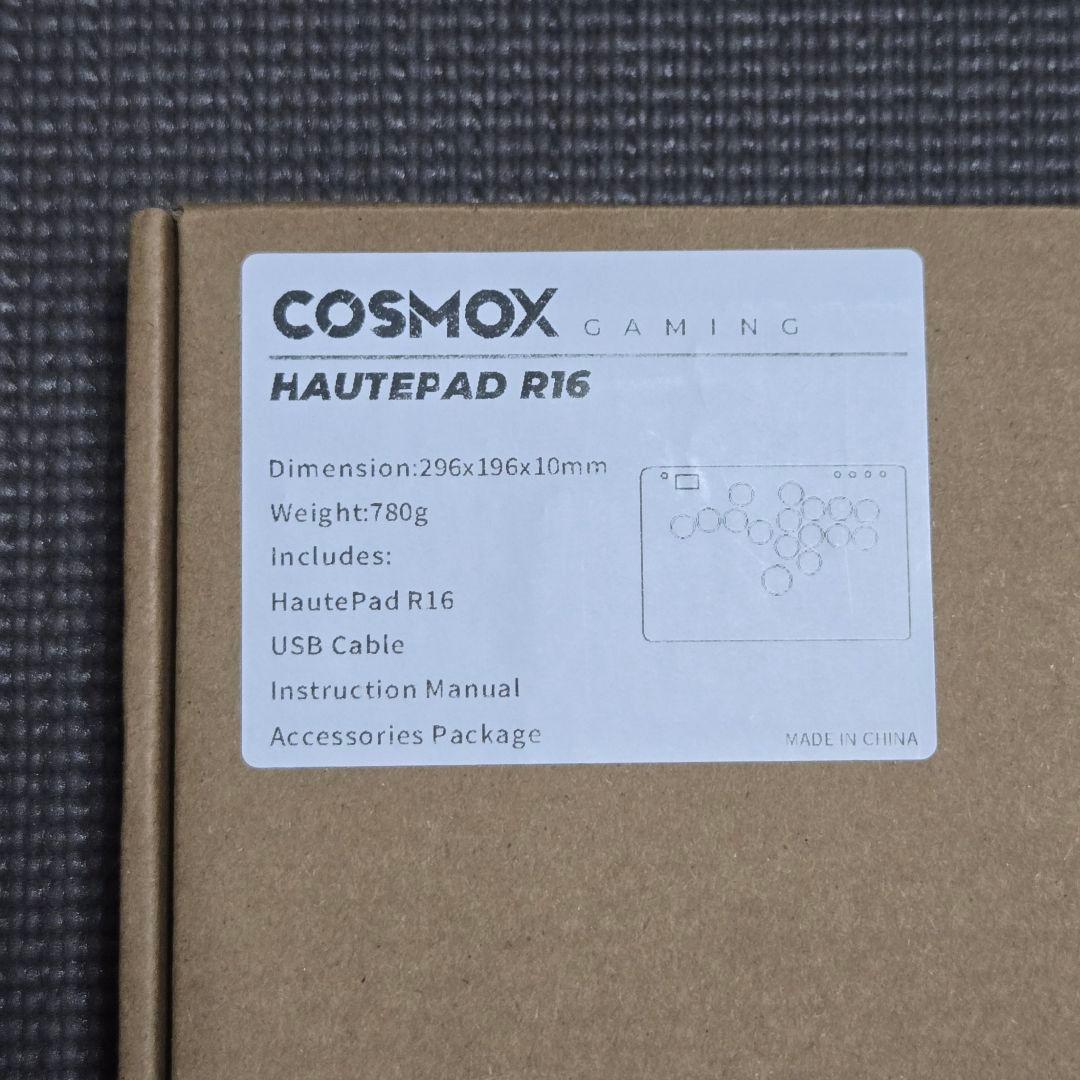 COSMOX GAMING
HAUTEPAD R16
Dimension:296x196x10mm
Weight:780g
Includes:
HautePad R16
USB Cable
Instruction Manual
Accessories Package
MADE IN CHINA